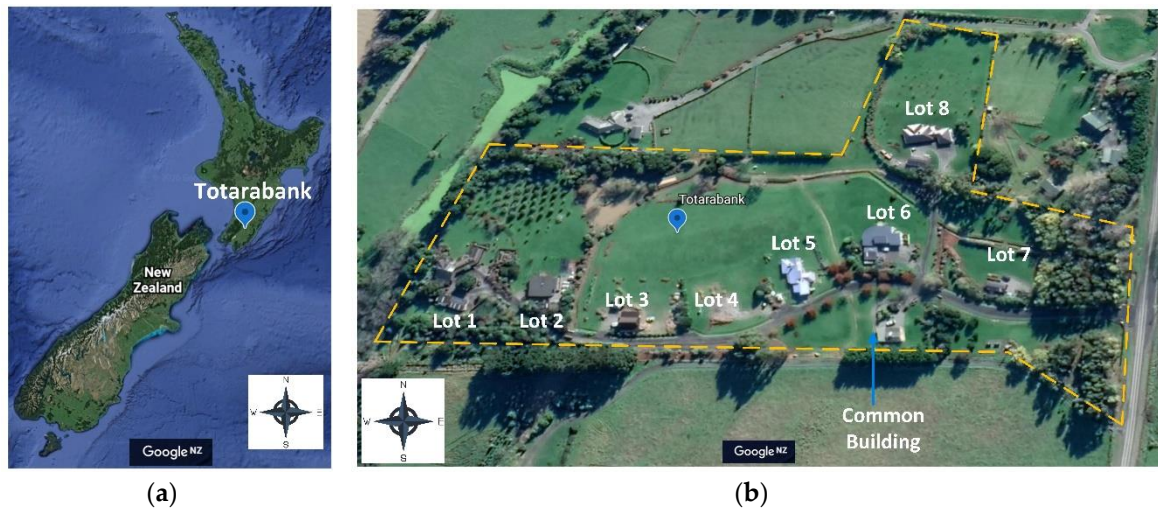 Totarabank
New
Zealand
N
W
E
S
Google NZ
(a)
Lot 8
Totarabank
Lot 6
Lot 5
Lot 7
Lot 3
Lot 4
Lot 1
Lot 2
N
W
E
S
Common
Building
Google NZ
(b)